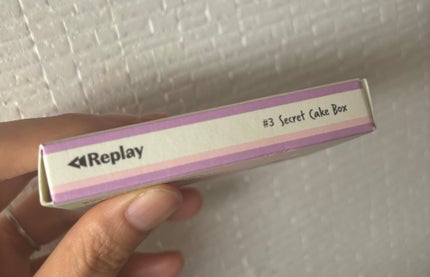 Replay
#3 Secret Cake Box